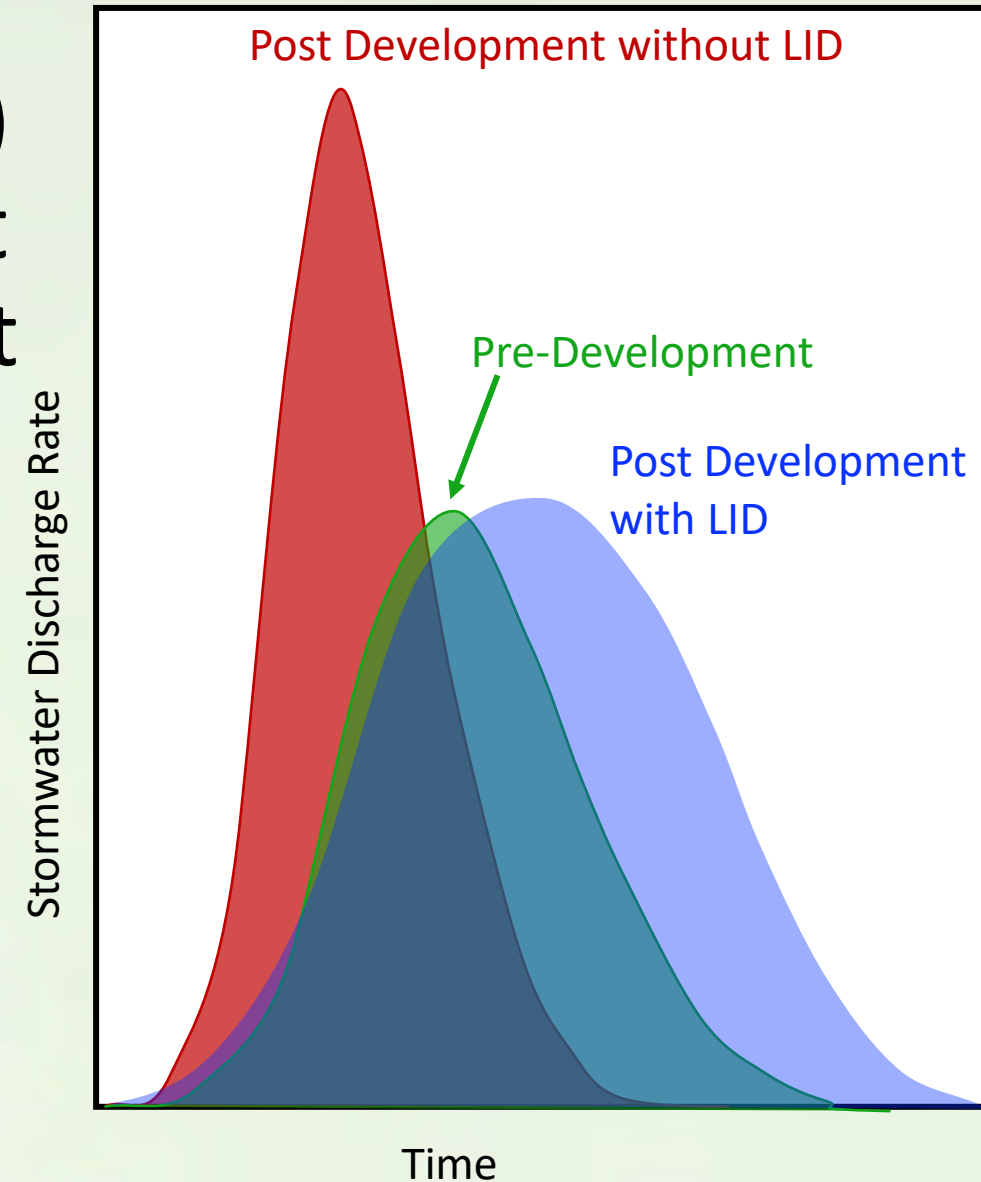 Post Development without LID
Pre-Development
Post Development
with LID
Stormwater Discharge Rate
Time